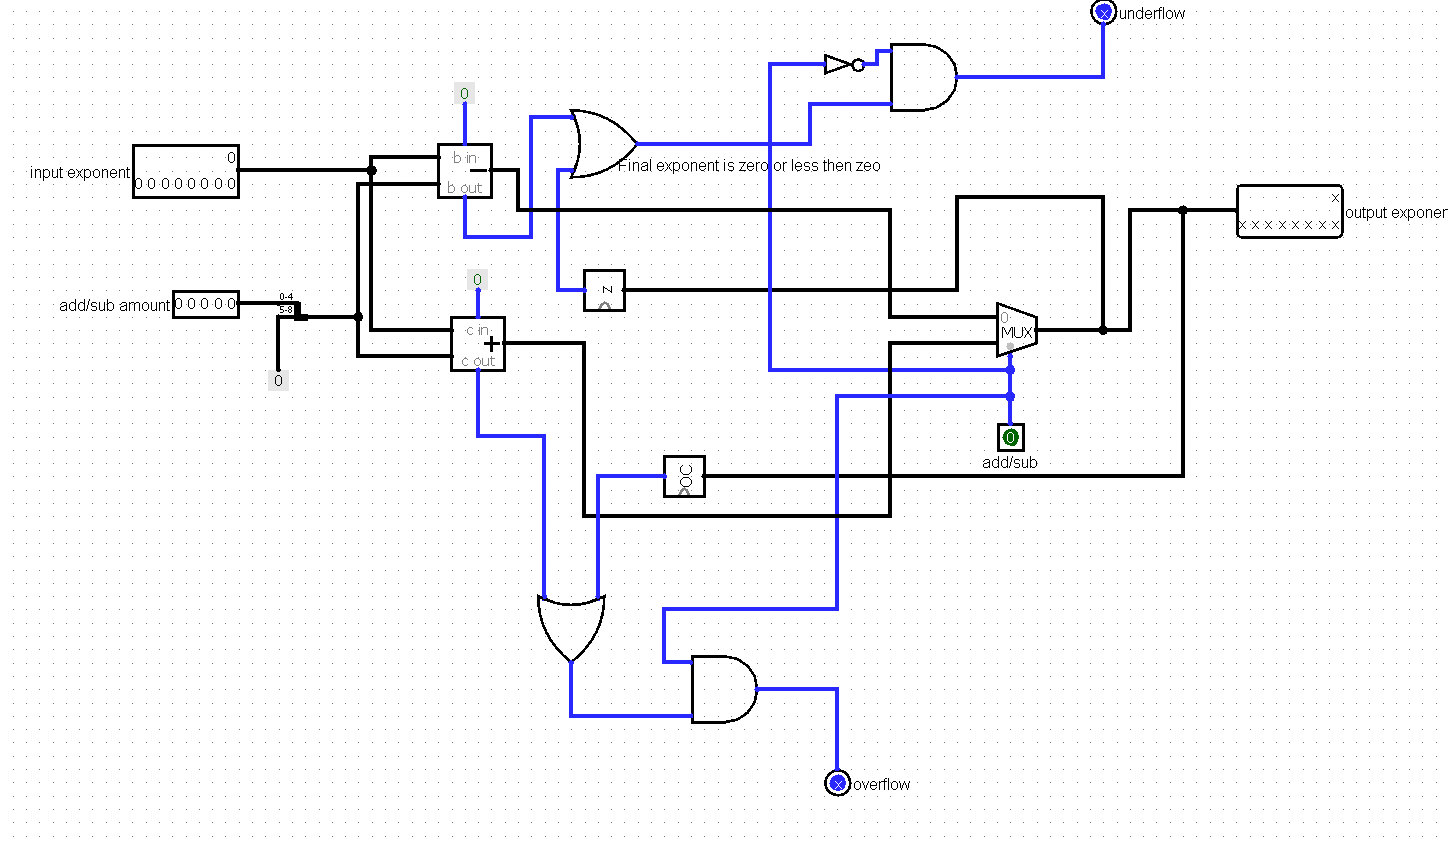 x underflow
0
0
input exponent
0 0 0 0 0 0 0 0
b in
b out
Final exponent is zero or less then zeo
x
x x x x x x x x
output exponer
0
z
add/sub amount
0 0 0 0 0
0-4
5-8
0
MUX
c in
c out
0
0
add/sub
OC
x overflow